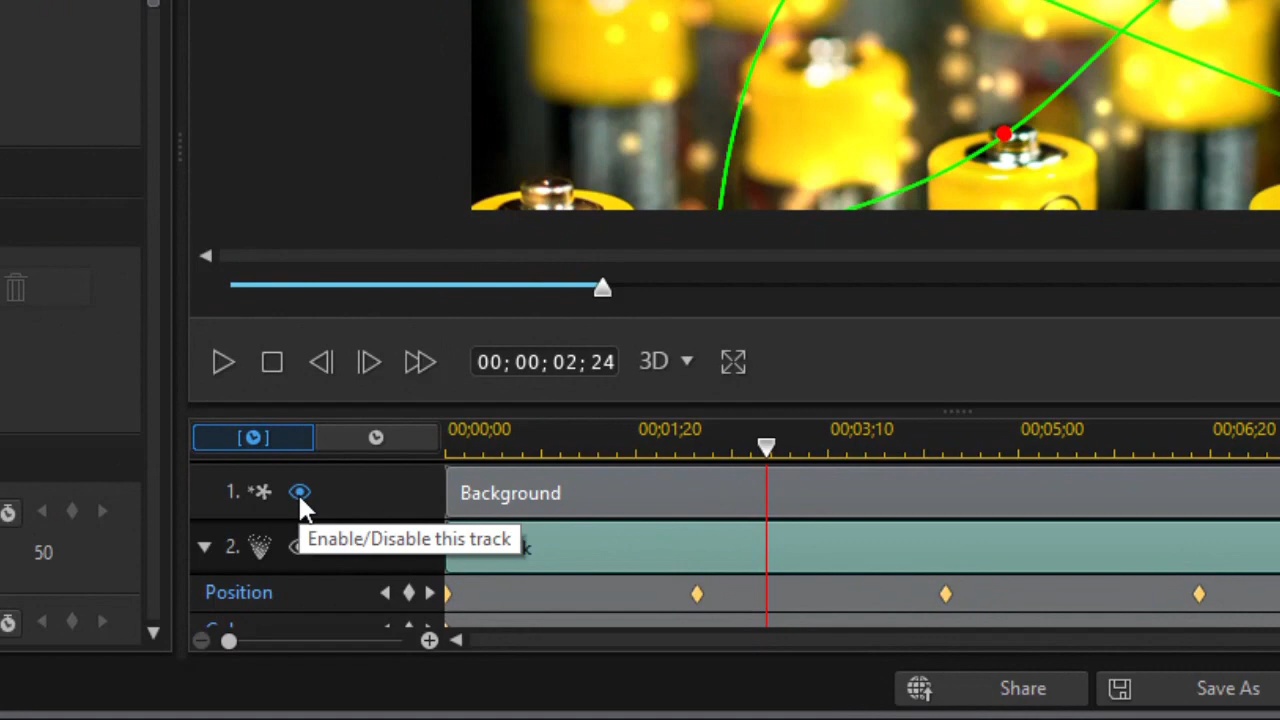 00;00;02;24 3D
00;00;00 00;01;20 00;03;10 00;05;00 00;06;20
1. Background
Enable/Disable this track
2.
50
Position
Share Save As